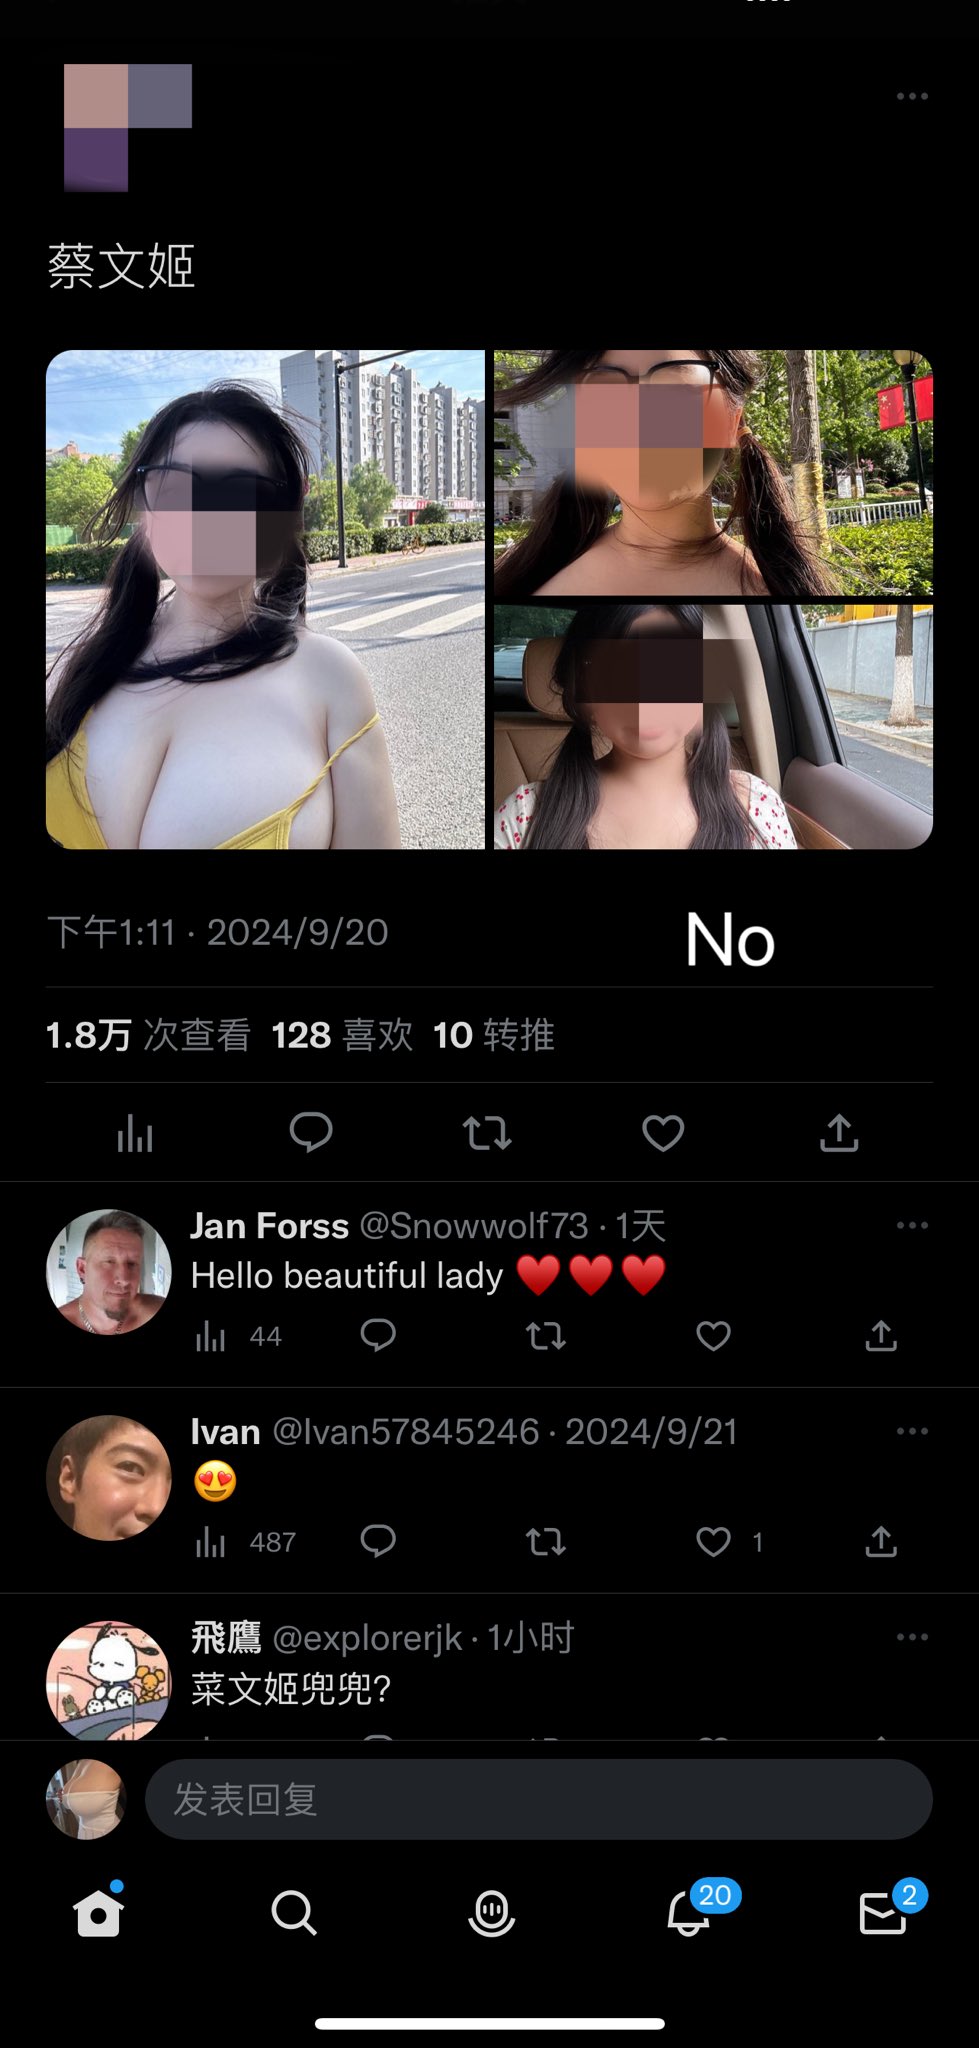 蔡文姬
下午1:11 · 2024/9/20
No
1.8万 次查看 128 喜欢 10 转推
Jan Forss @Snowwolf73 · 1天
Hello beautiful lady ♥️♥️♥️
44
Ivan @Ivan57845246 · 2024/9/21
😍
487 1
飛鷹 @explorerjk · 1小时
菜文姬兜兜?
发表回复
20 2